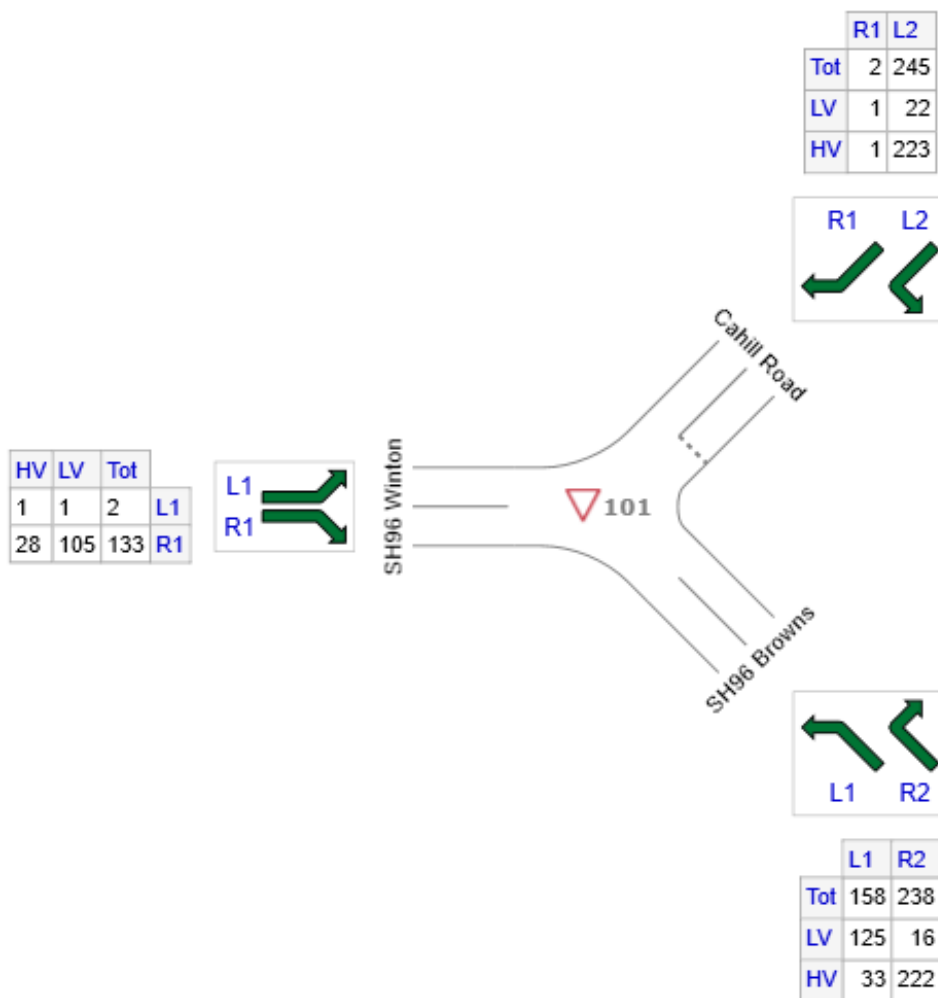 R1 L2
Tot 2 245
LV 1 22
HV 1 223
R1 L2
Cahill Road
HV LV Tot
1 1 2 L1
28 105 133 R1
L1
R1
SH96 Winton
101
SH96 Browns
L1 R2
L1 R2
Tot 158 238
LV 125 16
HV 33 222